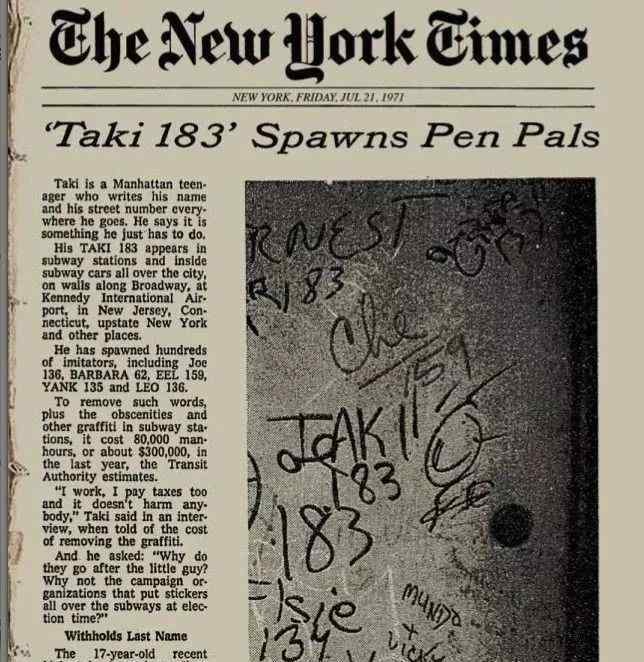 The New York Times
NEW YORK, FRIDAY, JUL 21, 1971
‘Taki 183’ Spawns Pen Pals
Taki is a Manhattan teen-
ager who writes his name
and his street number every-
where he goes. He says it is
something he just has to do.
His TAKI 183 appears in
subway stations and inside
subway cars all over the city,
on walls along Broadway, at
Kennedy International Air-
port, in New Jersey, Con-
necticut, upstate New York
and other places.
He has spawned hundreds
of imitators, including Joe
136, BARBARA 62, EEL 159,
YANK 135 and LEO 136.
To remove such words,
plus the obscenities and
other graffiti in subway sta-
tions, it cost 80,000 man-
hours, or about $300,000, in
the last year, the Transit
Authority estimates.
“I work, I pay taxes too
and it doesn’t harm any-
body,” Taki said in an inter-
view, when told of the cost
of removing the graffiti.
And he asked: “Why do
they go after the little guy?
Why not the campaign or-
ganizations that put stickers
all over the subways at elec-
tion time?”
Withholds Last Name
The 17-year-old recent
RNEST
183
Che
159
TAKI
183
183
Elsie
134